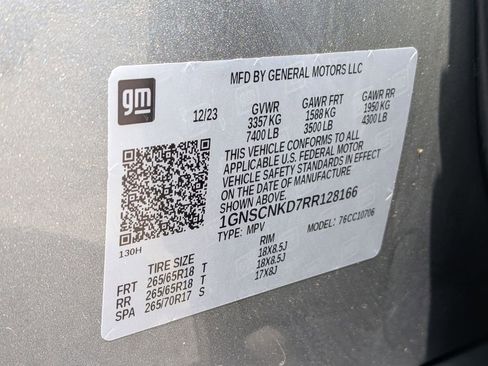 gm
MFD BY GENERAL MOTORS LLC
12/23 GVWR GAWR FRT GAWR RR
3357 KG 1588 KG 1950 KG
7400 LB 3500 LB 4300 LB
THIS VEHICLE CONFORMS TO ALL
APPLICABLE U.S. FEDERAL MOTOR
VEHICLE SAFETY STANDARDS IN EFFECT
ON THE DATE OF MANUFACTURE
SHOWN ABOVE.
1GNSCNKD7RR128166
TYPE: MPV MODEL: 76CC10706
130H
TIRE SIZE RIM
FRT 265/65R18 T 18X8.5J
RR 265/65R18 T 18X8.5J
SPA 265/70R17 S 17X8J